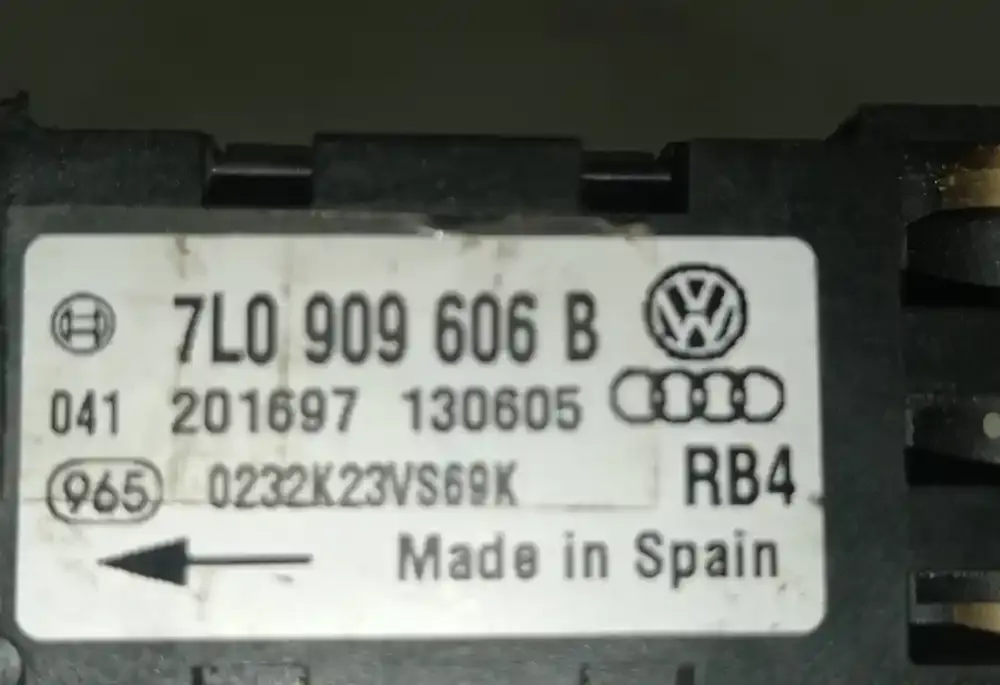 7L0 909 606 B
041 201697 130605
965 0232K23VS69K RB4
Made in Spain